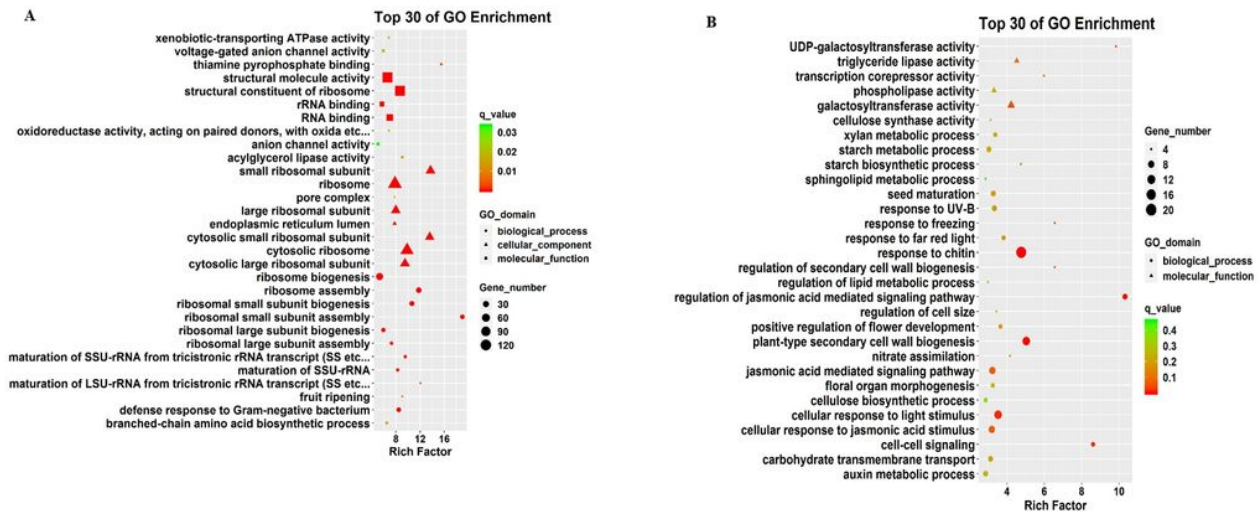 A
Top 30 of GO Enrichment
xenobiotic-transporting ATPase activity
voltage-gated anion channel activity
thiamine pyrophosphate binding
structural molecule activity
structural constituent of ribosome
rRNA binding
RNA binding
oxidoreductase activity, acting on paired donors, with oxida etc...
anion channel activity
acylglycerol lipase activity
small ribosomal subunit
ribosome
pore complex
large ribosomal subunit
endoplasmic reticulum lumen
cytosolic small ribosomal subunit
cytosolic ribosome
cytosolic large ribosomal subunit
ribosome biogenesis
ribosome assembly
ribosomal small subunit biogenesis
ribosomal small subunit assembly
ribosomal large subunit biogenesis
ribosomal large subunit assembly
maturation of SSU-rRNA from tricistronic rRNA transcript (SS etc...
maturation of SSU-rRNA
maturation of LSU-rRNA from tricistronic rRNA transcript (SS etc...
fruit ripening
defense response to Gram-negative bacterium
branched-chain amino acid biosynthetic process
8 12 16
Rich Factor
q_value
0.03
0.02
0.01
GO_domain
biological_process
cellular_component
molecular_function
Gene_number
30
60
90
120
B
Top 30 of GO Enrichment
UDP-galactosyltransferase activity
triglyceride lipase activity
transcription corepressor activity
phospholipase activity
galactosyltransferase activity
cellulose synthase activity
xylan metabolic process
starch metabolic process
starch biosynthetic process
sphingolipid metabolic process
seed maturation
response to UV-B
response to freezing
response to far red light
response to chitin
regulation of secondary cell wall biogenesis
regulation of lipid metabolic process
regulation of jasmonic acid mediated signaling pathway
regulation of cell size
positive regulation of flower development
plant-type secondary cell wall biogenesis
nitrate assimilation
jasmonic acid mediated signaling pathway
floral organ morphogenesis
cellulose biosynthetic process
cellular response to light stimulus
cellular response to jasmonic acid stimulus
cell-cell signaling
carbohydrate transmembrane transport
auxin metabolic process
4 6 8 10
Rich Factor
Gene_number
4
8
12
16
20
GO_domain
biological_process
molecular_function
q_value
0.4
0.3
0.2
0.1